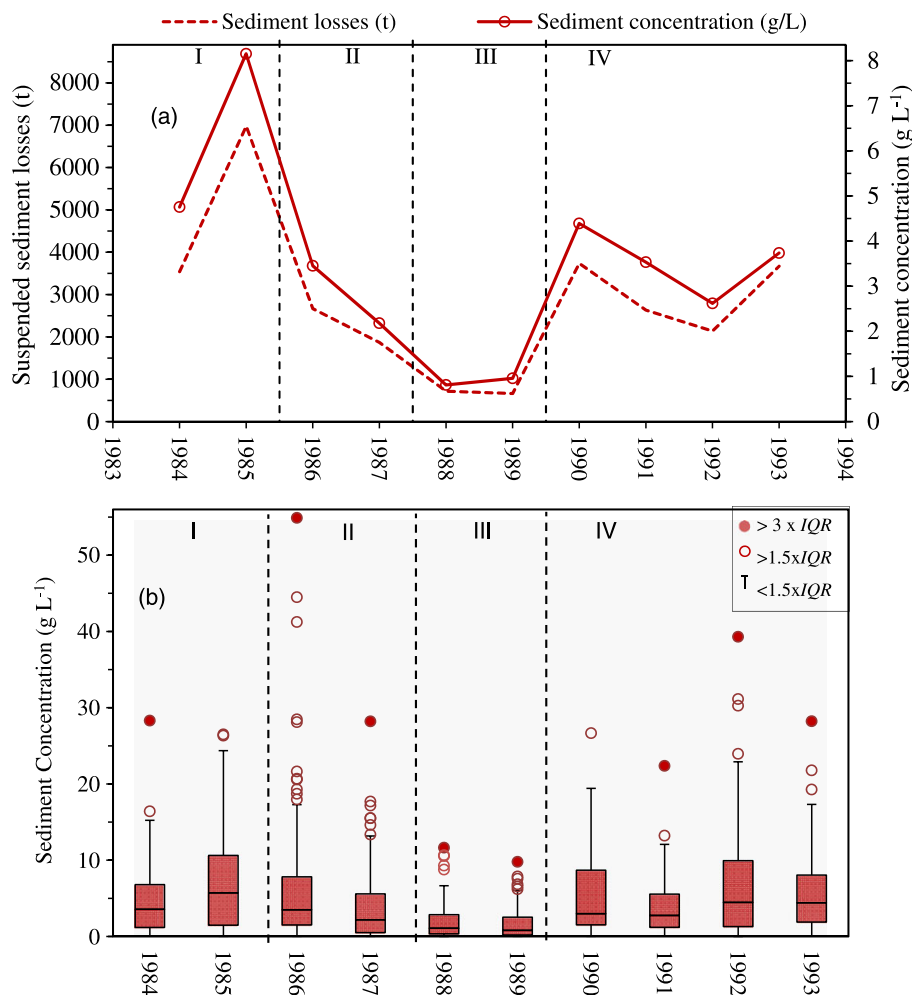 Sediment losses (t) Sediment concentration (g/L)
I II III IV
(a)
Suspended sediment losses (t)
8000
7000
6000
5000
4000
3000
2000
1000
0
8
7
6
5
4
3
2
1
0
Sediment concentration (g L-1)
1983 1984 1985 1986 1987 1988 1989 1990 1991 1992 1993 1994
I II III IV
> 3 x IQR
>1.5xIQR
<1.5xIQR
(b)
Sediment Concentration (g L-1)
50
40
30
20
10
0
1984 1985 1986 1987 1988 1989 1990 1991 1992 1993